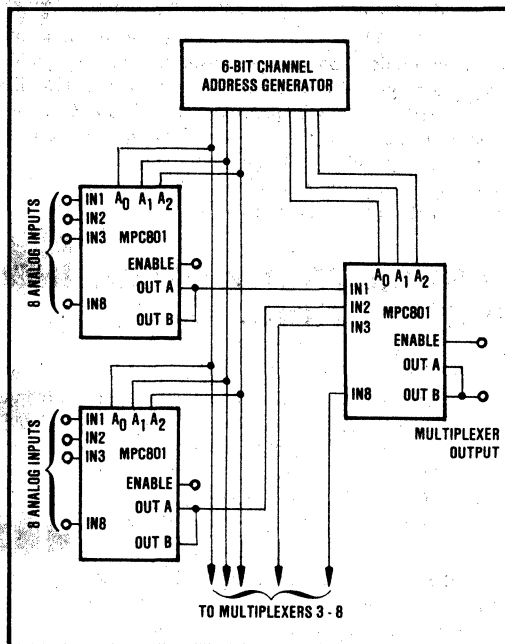 6-BIT CHANNEL
ADDRESS GENERATOR
8 ANALOG INPUTS
IN1 A0 A1 A2
IN2
IN3 MPC801
ENABLE
OUT A
IN8
OUT B
A0 A1 A2
IN1
IN2 MPC801
IN3
ENABLE
OUT A
IN8 OUT B
MULTIPLEXER
OUTPUT
8 ANALOG INPUTS
IN1 A0 A1 A2
IN2
IN3 MPC801
ENABLE
OUT A
IN8
OUT B
TO MULTIPLEXERS 3 - 8